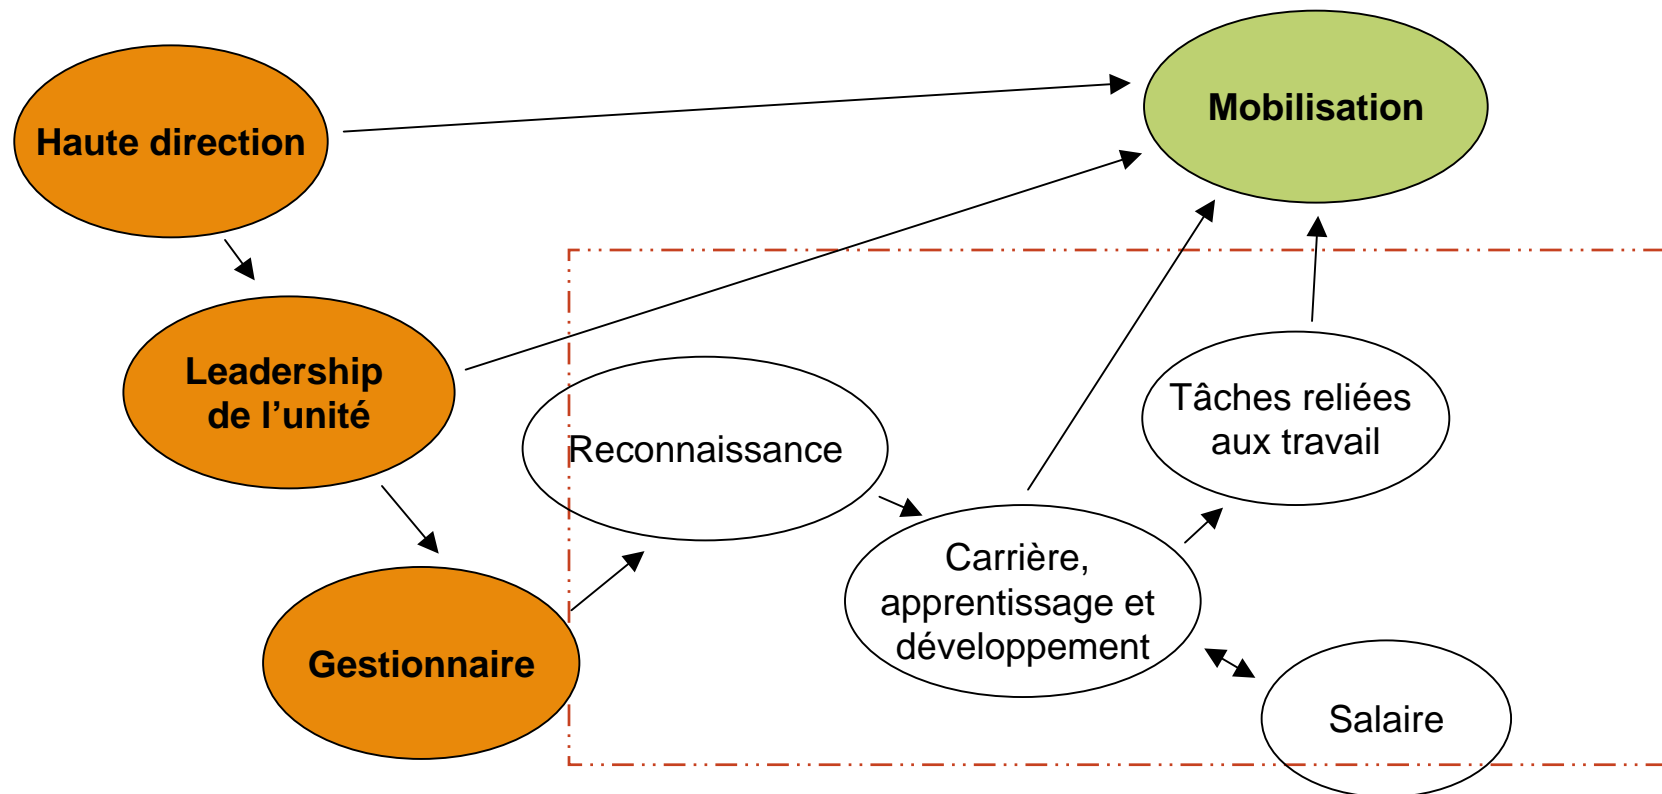 Haute direction
Mobilisation
Leadership
de l’unité
Reconnaissance
Tâches reliées
aux travail
Carrière,
apprentissage et
développement
Gestionnaire
Salaire